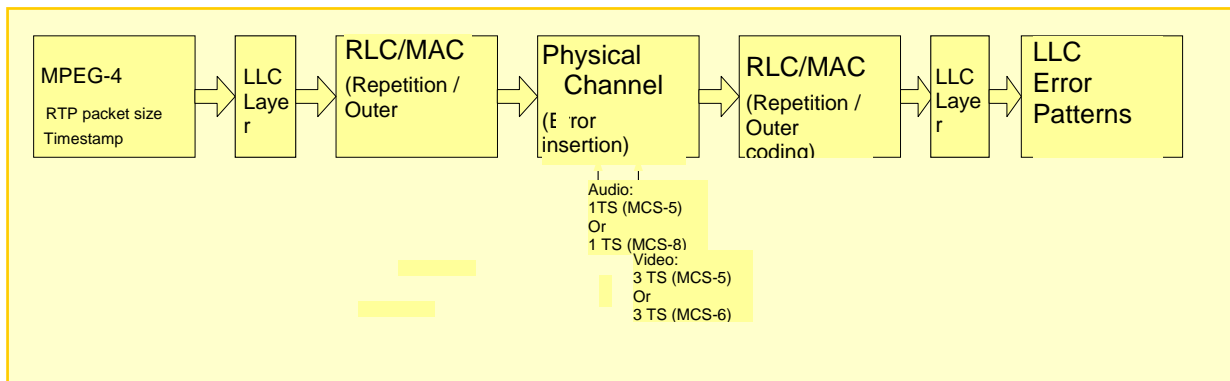 MPEG-4
RTP packet size
Timestamp
LLC
Laye
r
RLC/MAC
(Repetition /
Outer
Physical
Channel
(Error
insertion)
RLC/MAC
(Repetition /
Outer
coding)
LLC
Laye
r
LLC
Error
Patterns
Audio:
1TS (MCS-5)
Or
1 TS (MCS-8)
Video:
3 TS (MCS-5)
Or
3 TS (MCS-6)